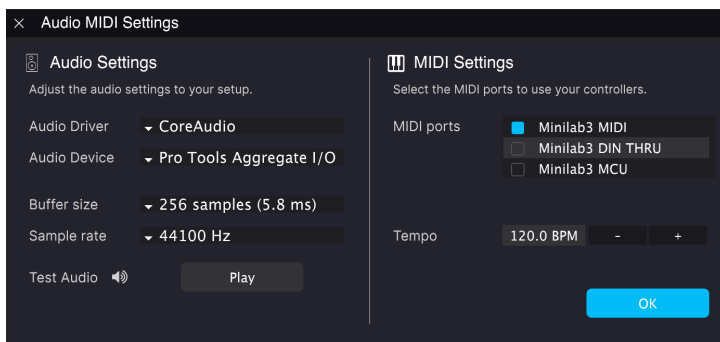 Audio MIDI Settings
Audio Settings
Adjust the audio settings to your setup.
Audio Driver CoreAudio
Audio Device Pro Tools Aggregate I/O
Buffer size 256 samples (5.8 ms)
Sample rate 44100 Hz
Test Audio Play
MIDI Settings
Select the MIDI ports to use your controllers.
MIDI ports Minilab3 MIDI
Minilab3 DIN THRU
Minilab3 MCU
Tempo 120.0 BPM - +
OK